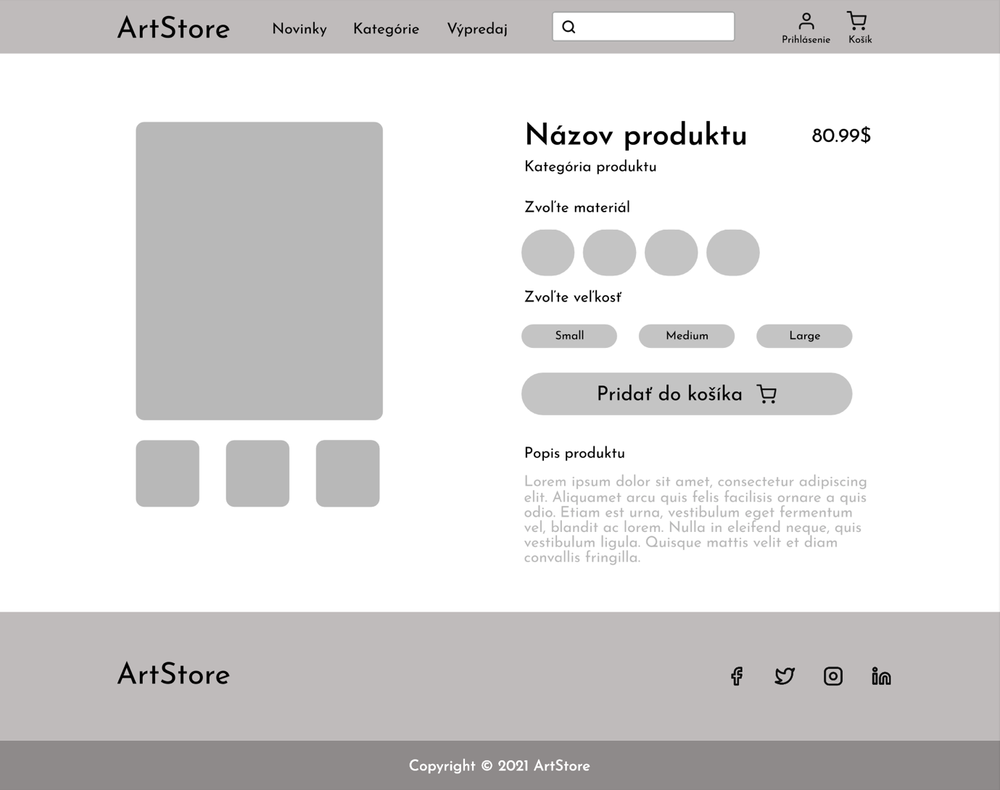 ArtStore
Novinky
Kategórie
Výpredaj
Prihlásenie
Košík
Názov produktu
80.99$
Kategória produktu
Zvoľte materiál
Zvoľte veľkosť
Small
Medium
Large
Pridať do košíka
Popis produktu
Lorem ipsum dolor sit amet, consectetur adipiscing
elit. Aliquamet arcu quis felis facilisis ornare a quis
odio. Etiam est urna, vestibulum eget fermentum
vel, blandit ac lorem. Nulla in eleifend neque, quis
vestibulum ligula. Quisque mattis velit et diam
convallis fringilla.
ArtStore
Copyright © 2021 ArtStore